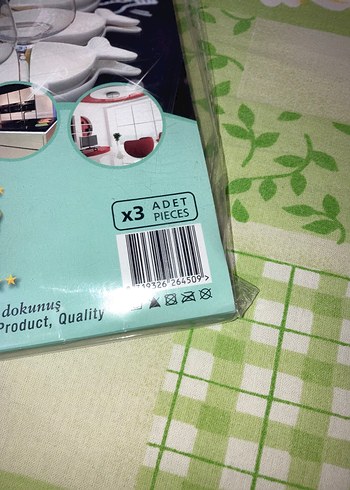 x3 ADET
PIECES
dokunuş
Product, Quality